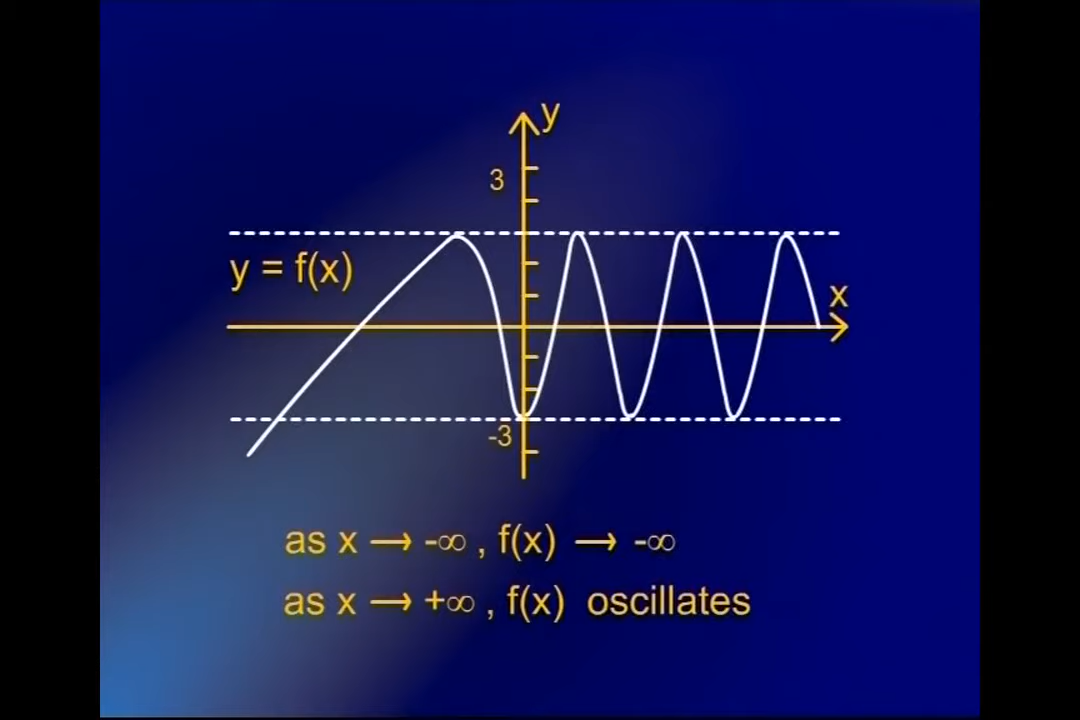 y
3
y = f(x)
x
-3
as x → -∞ , f(x) → -∞
as x → +∞ , f(x) oscillates